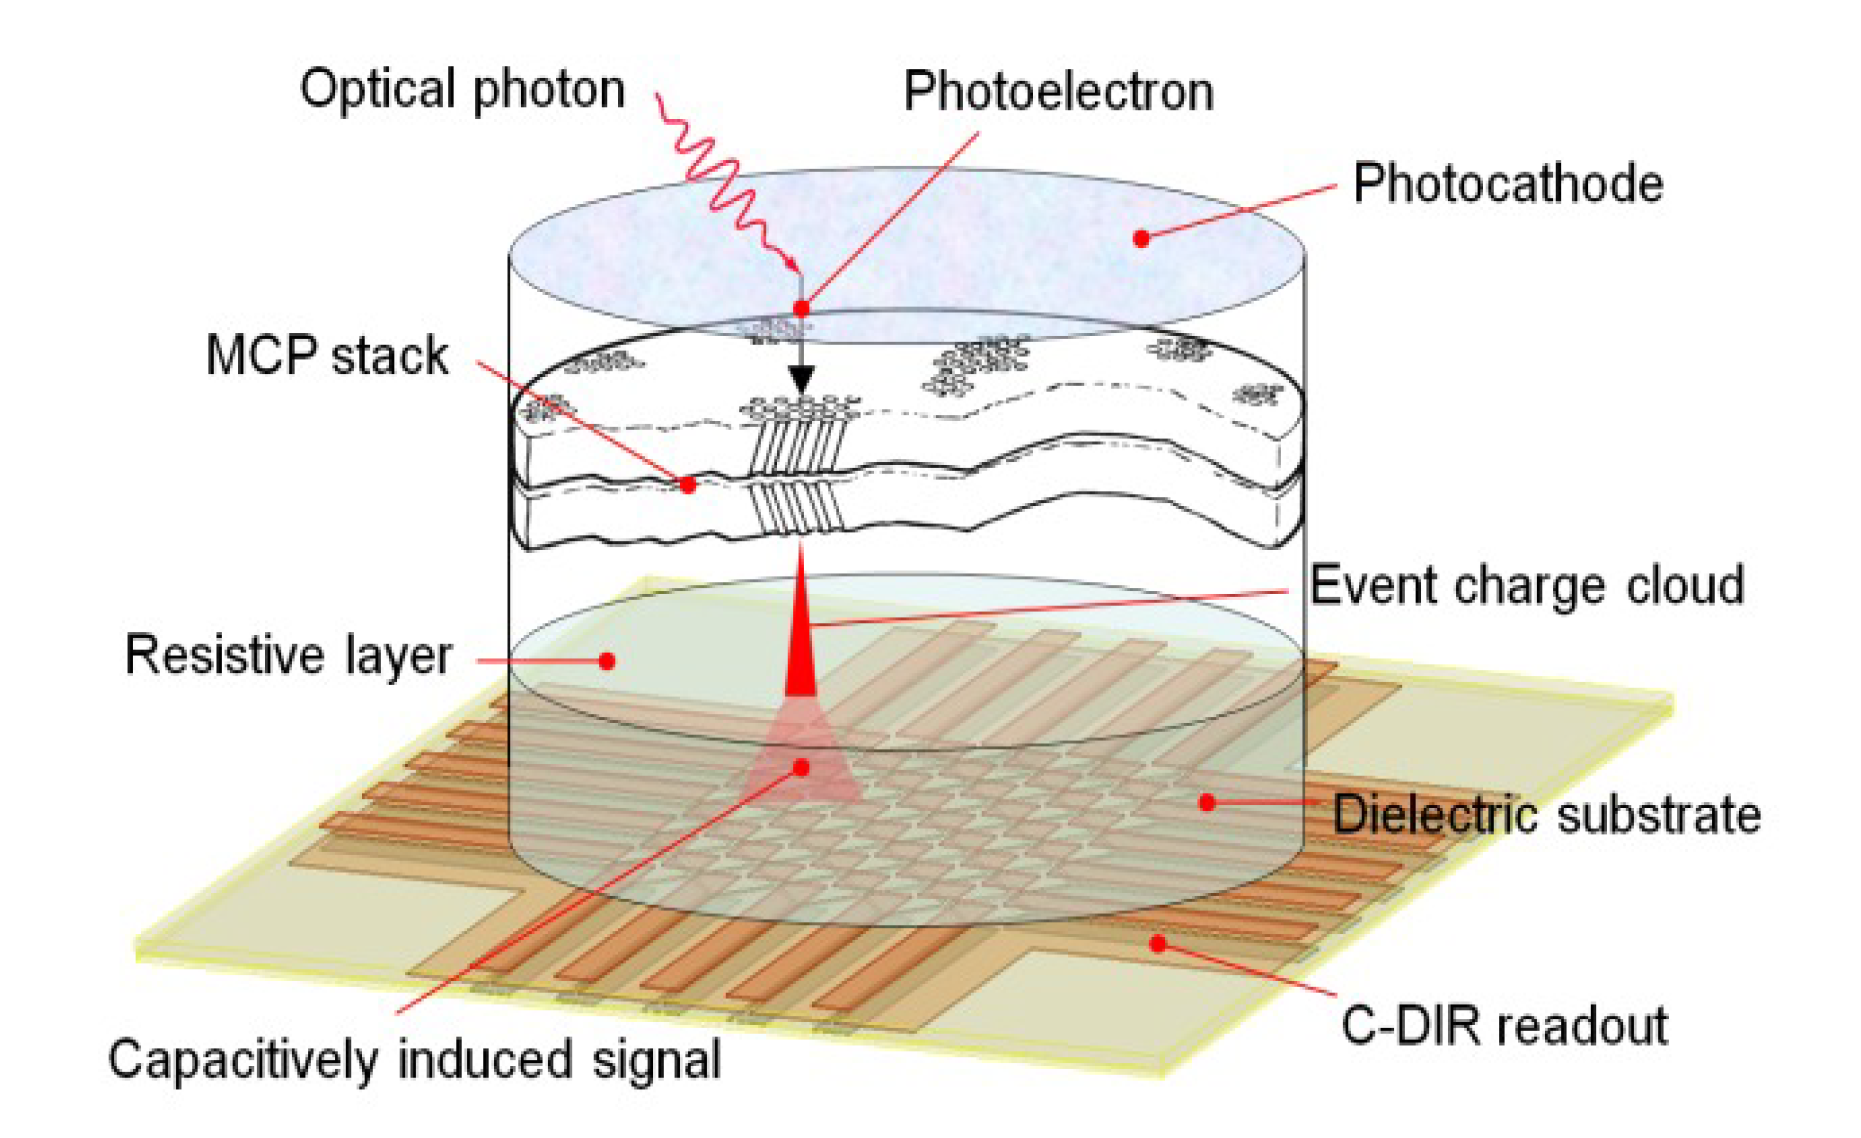 Optical photon
Photoelectron
Photocathode
MCP stack
Event charge cloud
Resistive layer
Dielectric substrate
C-DIR readout
Capacitively induced signal